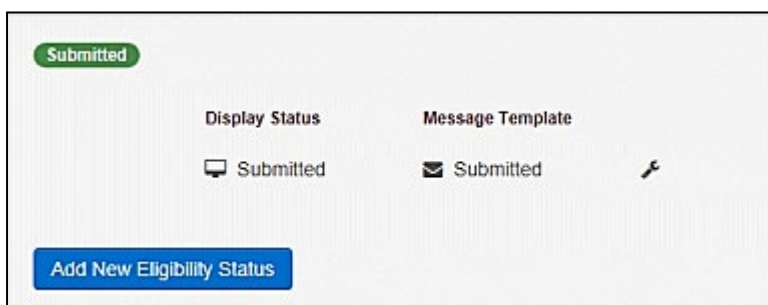 Submitted
Display Status Message Template
Submitted Submitted
Add New Eligibility Status